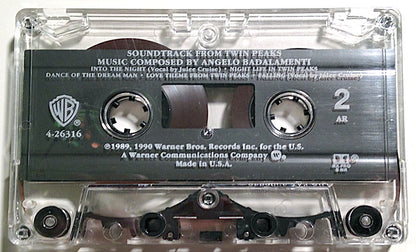 SOUNDTRACK FROM TWIN PEAKS
MUSIC COMPOSED BY ANGELO BADALAMENTI
INTO THE NIGHT (Vocal by Julee Cruise) • NIGHT LIFE IN TWIN PEAKS
DANCE OF THE DREAM MAN • LOVE THEME FROM TWIN PEAKS • FALLING (Vocal by Julee Cruise)
WB
4-26316
2
AR
℗©1989, 1990 Warner Bros. Records Inc. for the U.S.
A Warner Communications Company
Made in U.S.A.